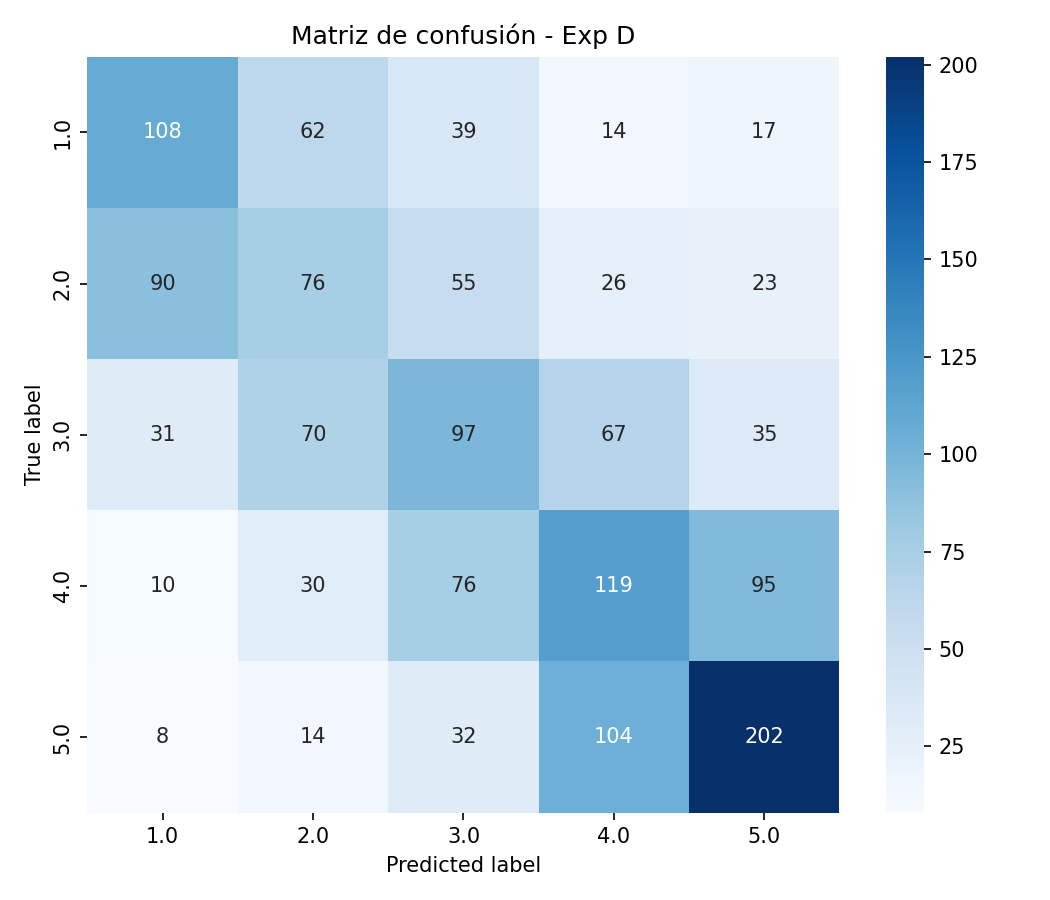 Matriz de confusión - Exp D
1.0 108 62 39 14 17
2.0 90 76 55 26 23
3.0 31 70 97 67 35
4.0 10 30 76 119 95
5.0 8 14 32 104 202
1.0 2.0 3.0 4.0 5.0
Predicted label
True label
200
175
150
125
100
75
50
25